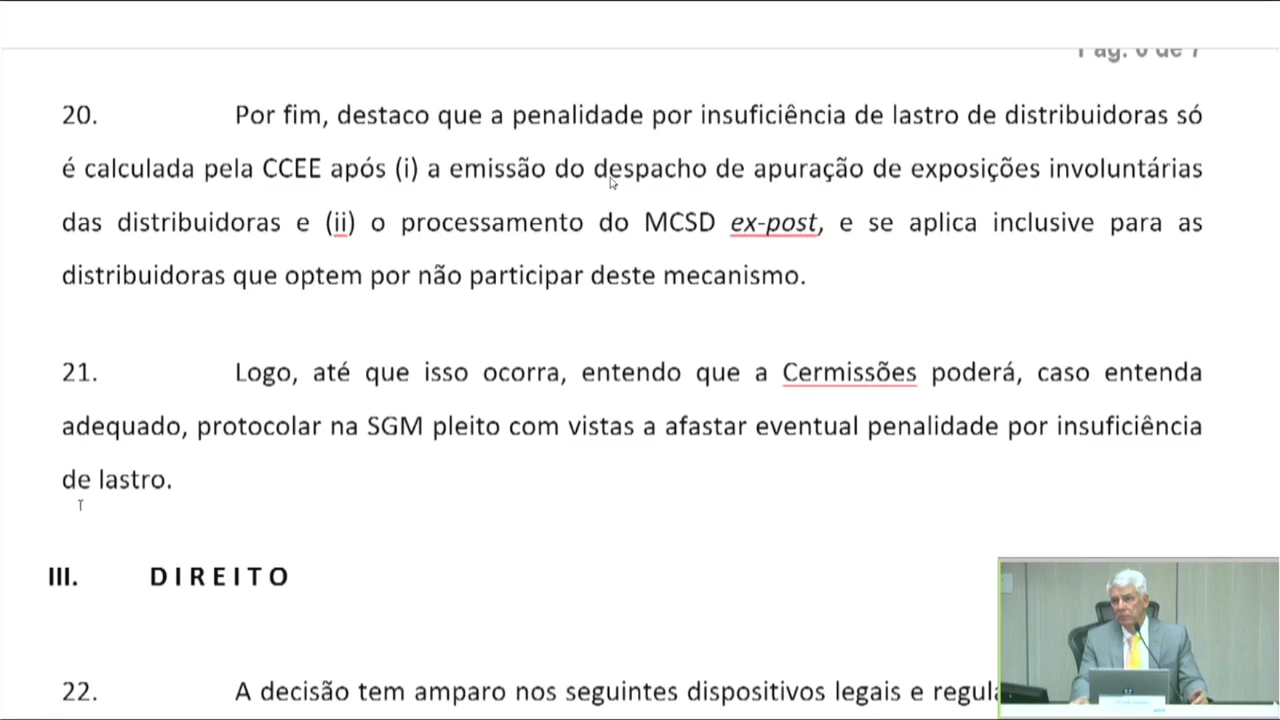 Pág. 6 de 7
20. Por fim, destaco que a penalidade por insuficiência de lastro de distribuidoras só
é calculada pela CCEE após (i) a emissão do despacho de apuração de exposições involuntárias
das distribuidoras e (ii) o processamento do MCSD ex-post, e se aplica inclusive para as
distribuidoras que optem por não participar deste mecanismo.
21. Logo, até que isso ocorra, entendo que a Cermissões poderá, caso entenda
adequado, protocolar na SGM pleito com vistas a afastar eventual penalidade por insuficiência
de lastro.
III. DIREITO
22. A decisão tem amparo nos seguintes dispositivos legais e regula